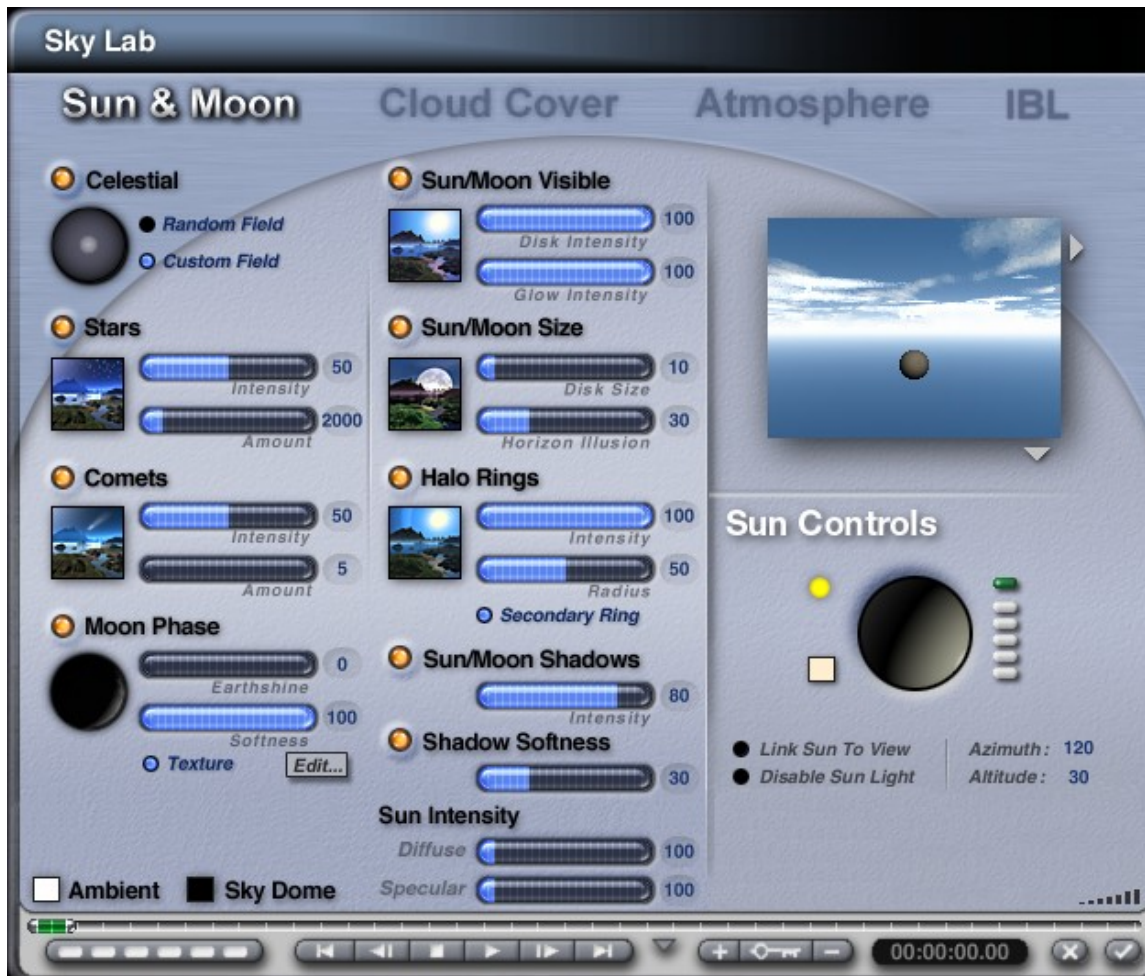 Sky Lab
Sun & Moon Cloud Cover Atmosphere IBL
Celestial
Random Field
Custom Field
Stars
50
Intensity
2000
Amount
Comets
50
Intensity
5
Amount
Moon Phase
0
Earthshine
100
Softness
Texture Edit...
Ambient Sky Dome
Sun/Moon Visible
100
Disk Intensity
100
Glow Intensity
Sun/Moon Size
10
Disk Size
30
Horizon Illusion
Halo Rings
100
Intensity
50
Radius
Secondary Ring
Sun/Moon Shadows
80
Intensity
Shadow Softness
30
Sun Intensity
Diffuse 100
Specular 100
Sun Controls
Link Sun To View
Disable Sun Light
Azimuth: 120
Altitude: 30
00:00:00.00